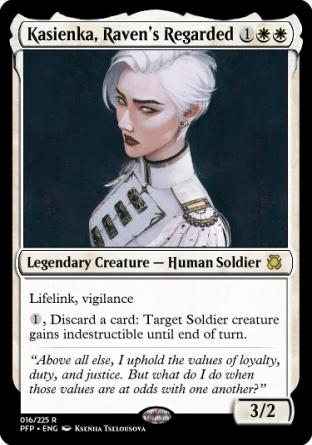 Kasienka, Raven's Regarded 1
Legendary Creature — Human Soldier
Lifelink, vigilance
1, Discard a card: Target Soldier creature
gains indestructible until end of turn.
“Above all else, I uphold the values of loyalty,
duty, and justice. But what do I do when
those values are at odds with one another?”
3/2
016/225 R
PFP • ENG Kseniia Tselousova